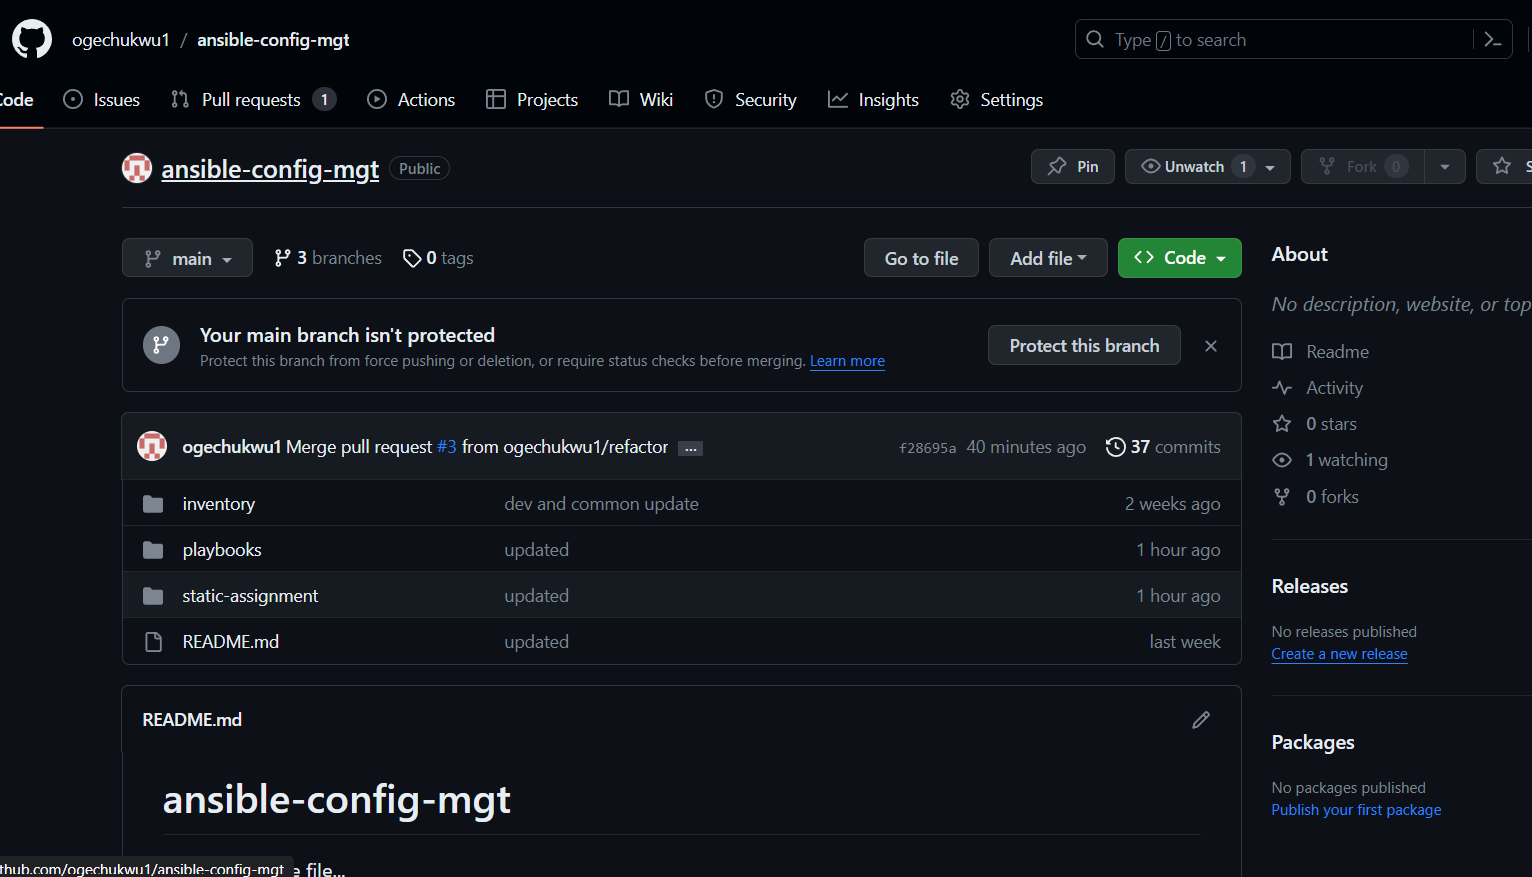 ogechukwu1 / ansible-config-mgt
Type / to search
Code Issues Pull requests 1 Actions Projects Wiki Security Insights Settings
ansible-config-mgt Public
Pin Unwatch 1 Fork 0 S
main 3 branches 0 tags
Go to file Add file Code
Your main branch isn't protected
Protect this branch from force pushing or deletion, or require status checks before merging. Learn more
Protect this branch
ogechukwu1 Merge pull request #3 from ogechukwu1/refactor ... f28695a 40 minutes ago 37 commits
inventory dev and common update 2 weeks ago
playbooks updated 1 hour ago
static-assignment updated 1 hour ago
README.md updated last week
README.md
ansible-config-mgt
e file...
thub.com/ogechukwu1/ansible-config-mgt
About
No description, website, or top
Readme
Activity
0 stars
1 watching
0 forks
Releases
No releases published
Create a new release
Packages
No packages published
Publish your first package